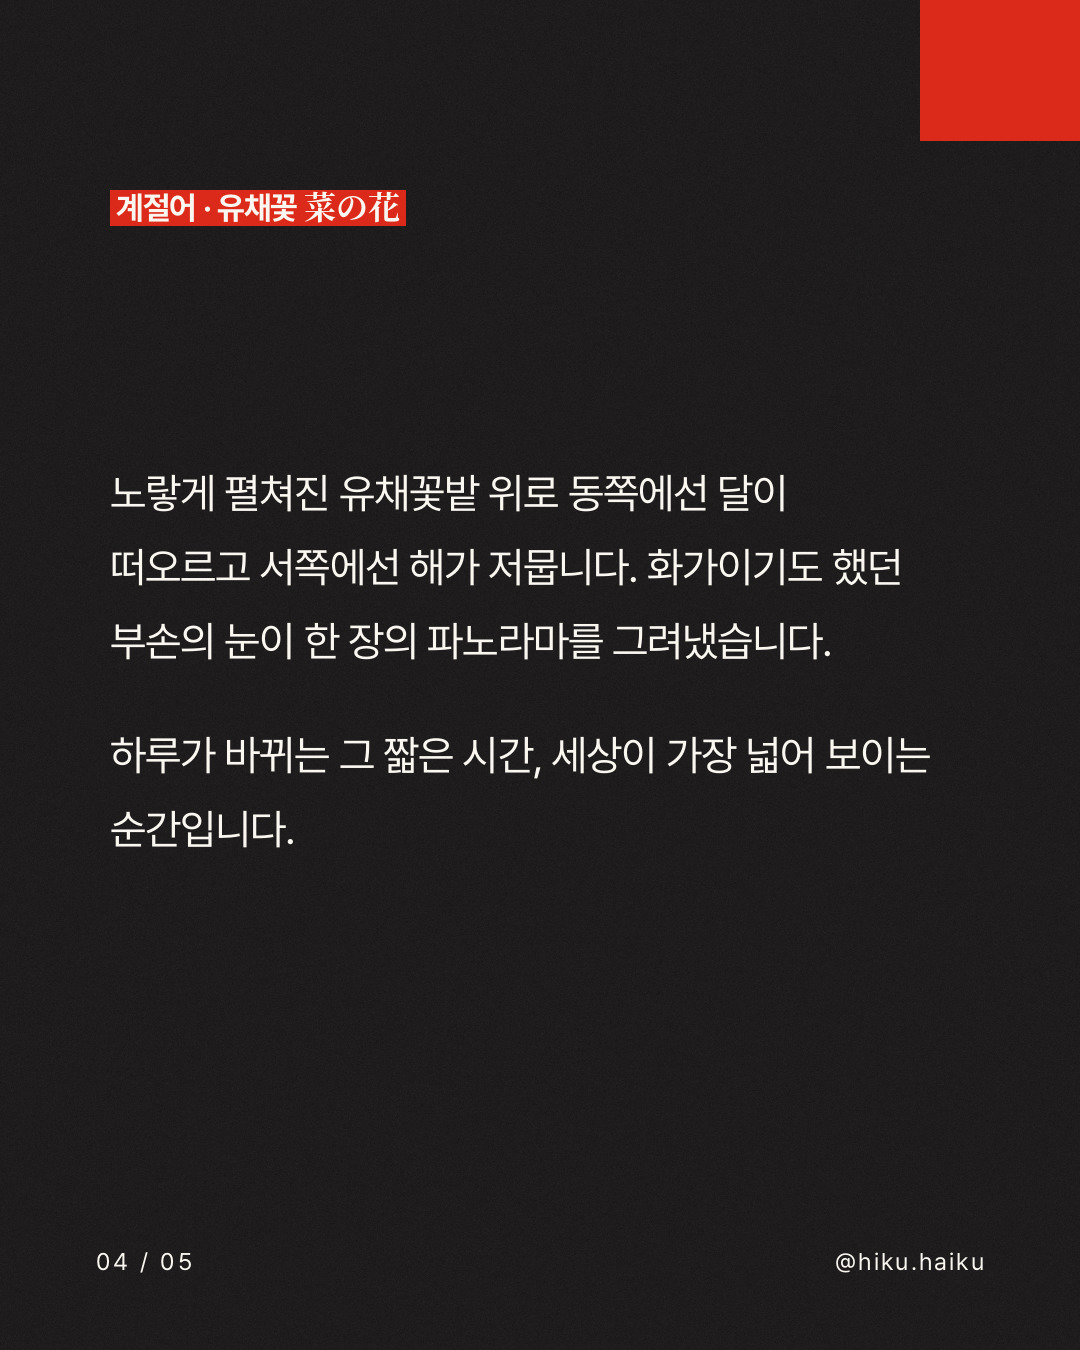 계절어 · 유채꽃 菜の花
노랗게 펼쳐진 유채꽃밭 위로 동쪽에선 달이
떠오르고 서쪽에선 해가 저뭅니다. 화가이기도 했던
부손의 눈이 한 장의 파노라마를 그려냈습니다.
하루가 바뀌는 그 짧은 시간, 세상이 가장 넓어 보이는
순간입니다.
04 / 05
@hiku.haiku